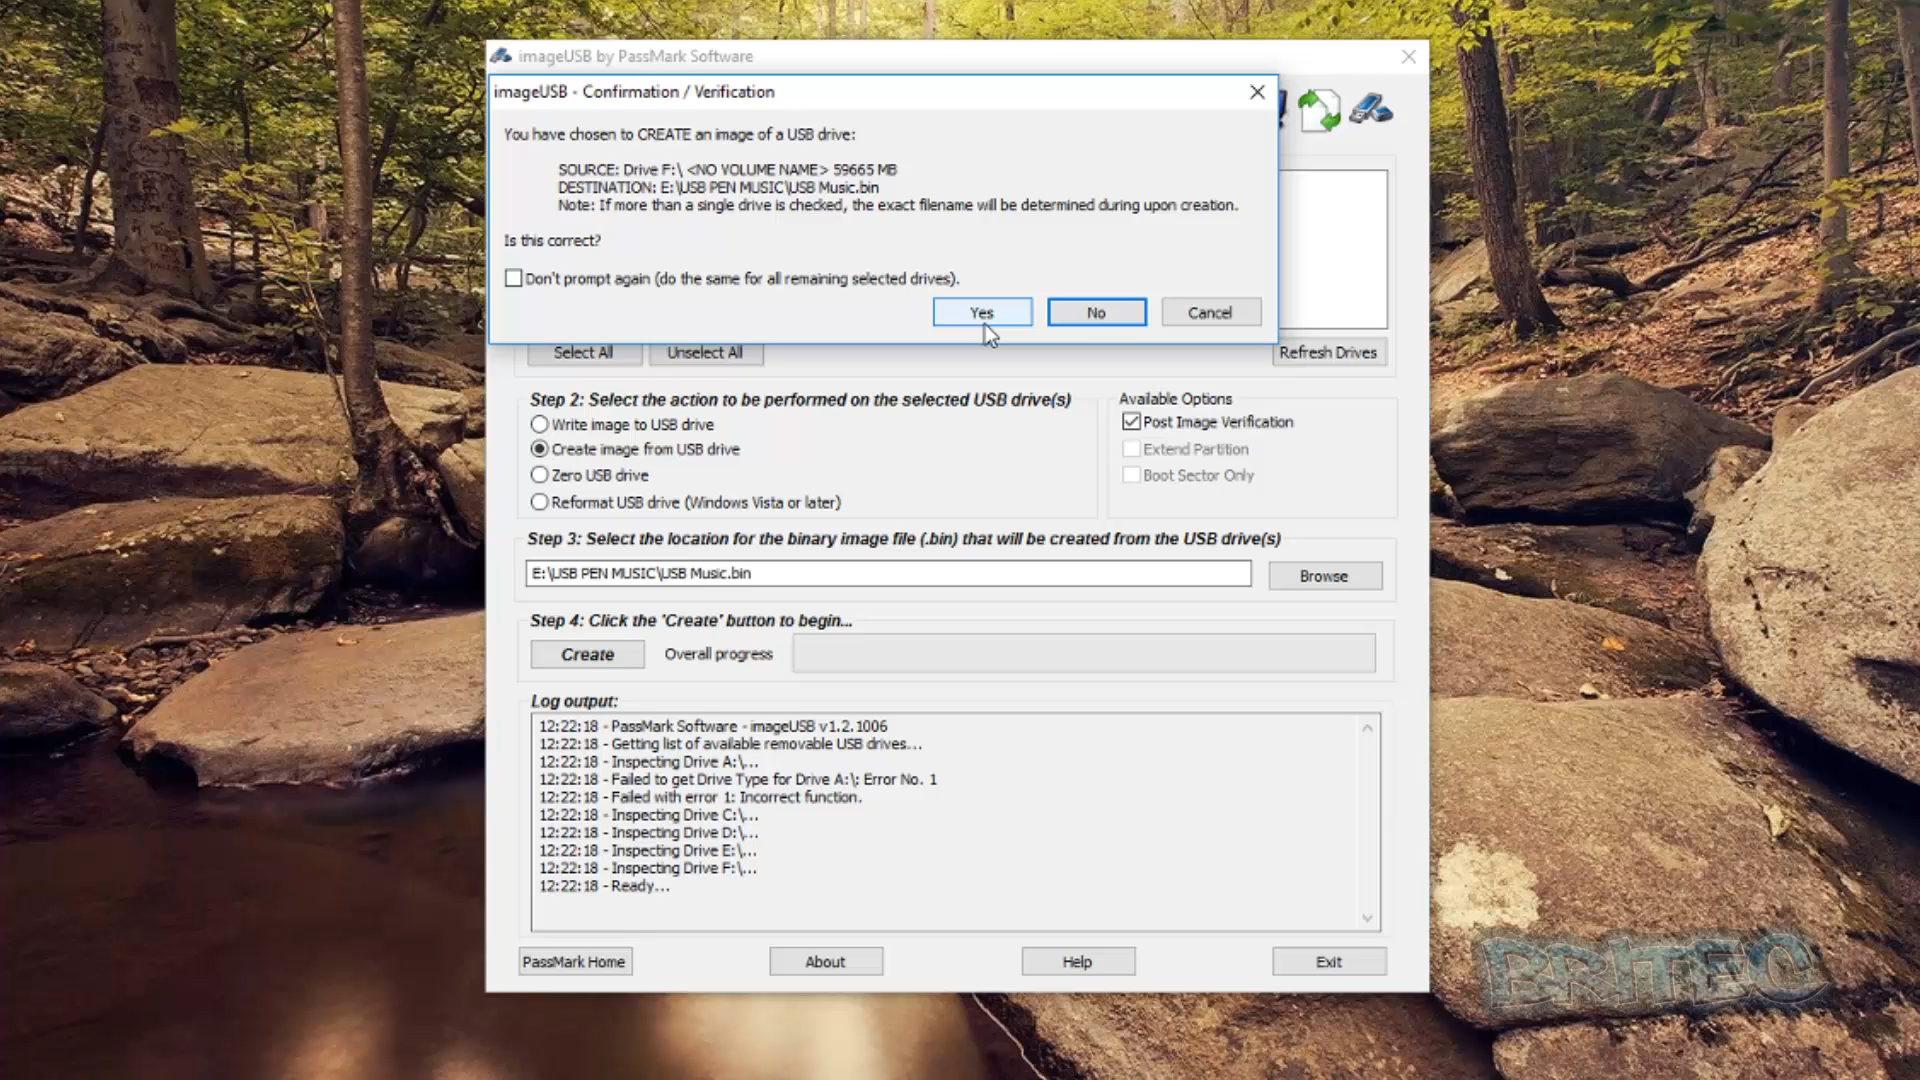 imageUSB by PassMark Software
imageUSB - Confirmation / Verification
You have chosen to CREATE an image of a USB drive:
SOURCE: Drive F:\ <NO VOLUME NAME> 59665 MB
DESTINATION: E:\USB PEN MUSIC\USB Music.bin
Note: If more than a single drive is checked, the exact filename will be determined during upon creation.
Is this correct?
Don't prompt again (do the same for all remaining selected drives).
Yes
No
Cancel
Select All
Unselect All
Refresh Drives
Step 2: Select the action to be performed on the selected USB drive(s)
Write image to USB drive
Create image from USB drive
Zero USB drive
Reformat USB drive (Windows Vista or later)
Available Options
Post Image Verification
Extend Partition
Boot Sector Only
Step 3: Select the location for the binary image file (.bin) that will be created from the USB drive(s)
E:\USB PEN MUSIC\USB Music.bin
Browse
Step 4: Click the 'Create' button to begin...
Create
Overall progress
Log output:
12:22:18 - PassMark Software - imageUSB v1.2.1006
12:22:18 - Getting list of available removable USB drives...
12:22:18 - Inspecting Drive A:\...
12:22:18 - Failed to get Drive Type for Drive A:\: Error No. 1
12:22:18 - Failed with error 1: Incorrect function.
12:22:18 - Inspecting Drive C:\...
12:22:18 - Inspecting Drive D:\...
12:22:18 - Inspecting Drive E:\...
12:22:18 - Inspecting Drive F:\...
12:22:18 - Ready...
PassMark Home
About
Help
Exit
BRITEC